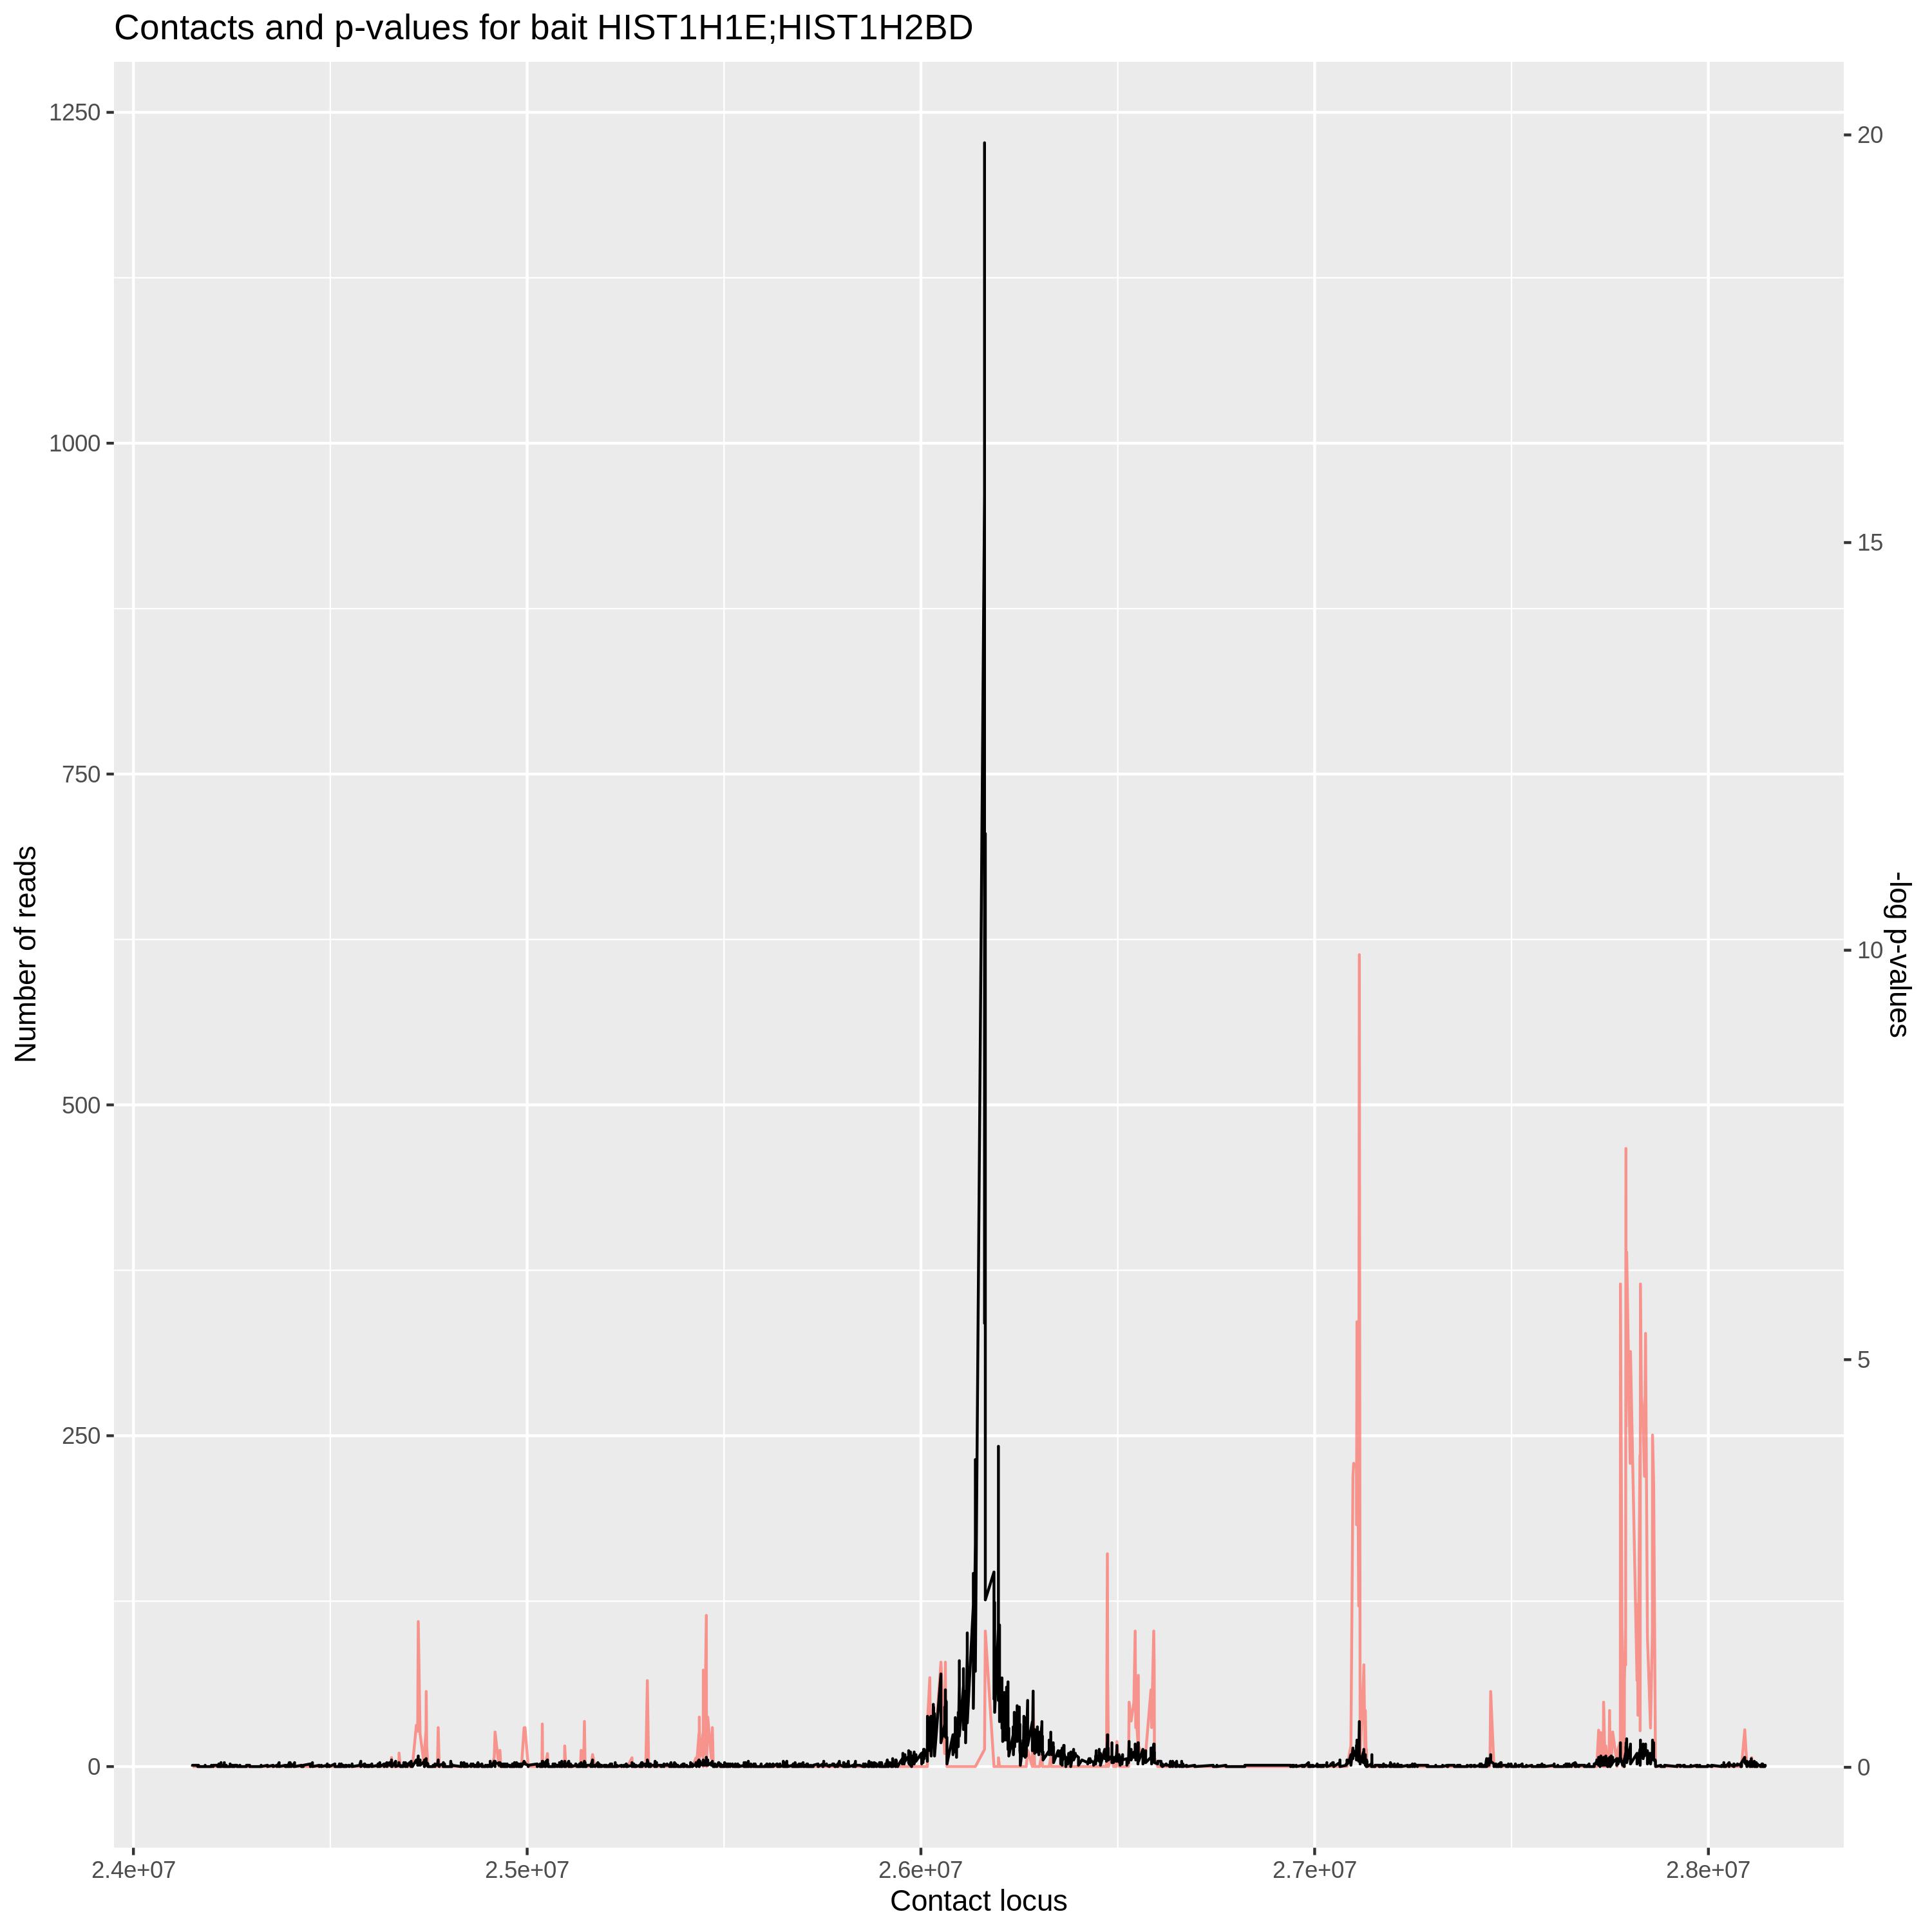 Contacts and p-values for bait HIST1H1E;HIST1H2BD
1250
1000
750
500
250
0
Number of reads
20
15
10
5
0
-log p-values
2.4e+07 2.5e+07 2.6e+07 2.7e+07 2.8e+07
Contact locus